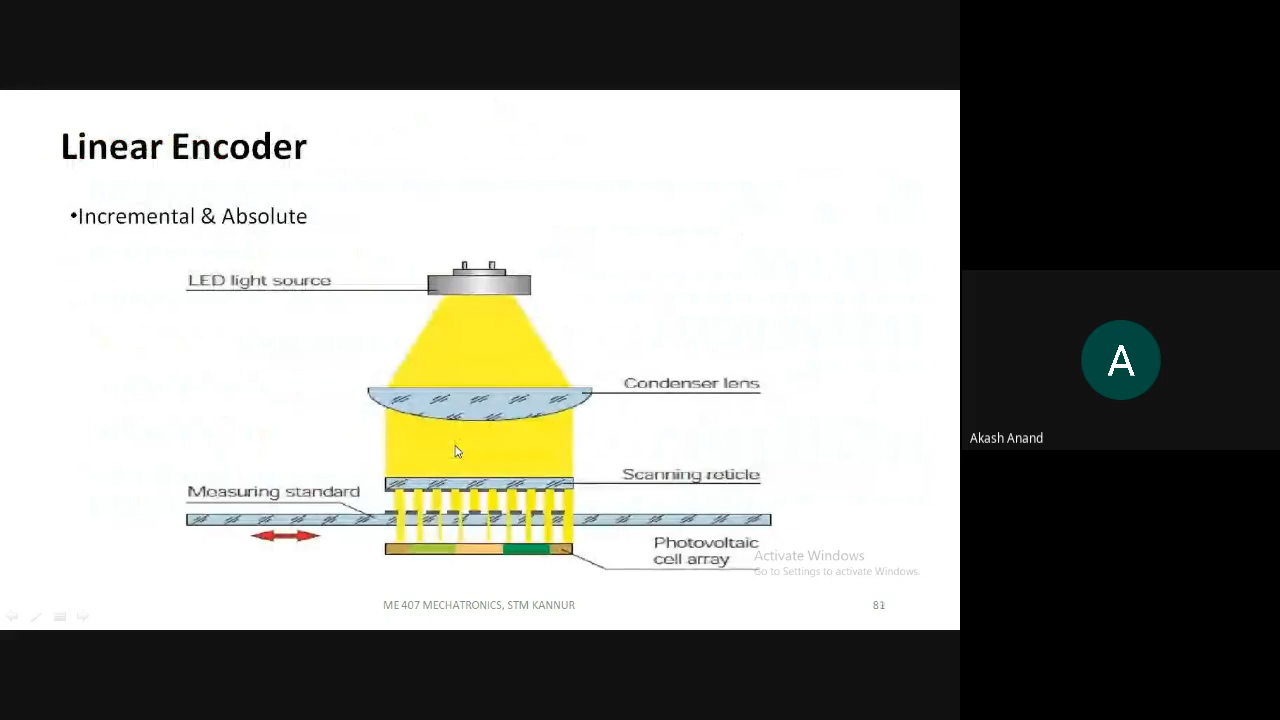 Linear Encoder
•Incremental & Absolute
LED light source
Condenser lens
Scanning reticle
Measuring standard
Photovoltaic
cell array
Activate Windows
Go to Settings to activate Windows.
ME 407 MECHATRONICS, STM KANNUR
81
A
Akash Anand